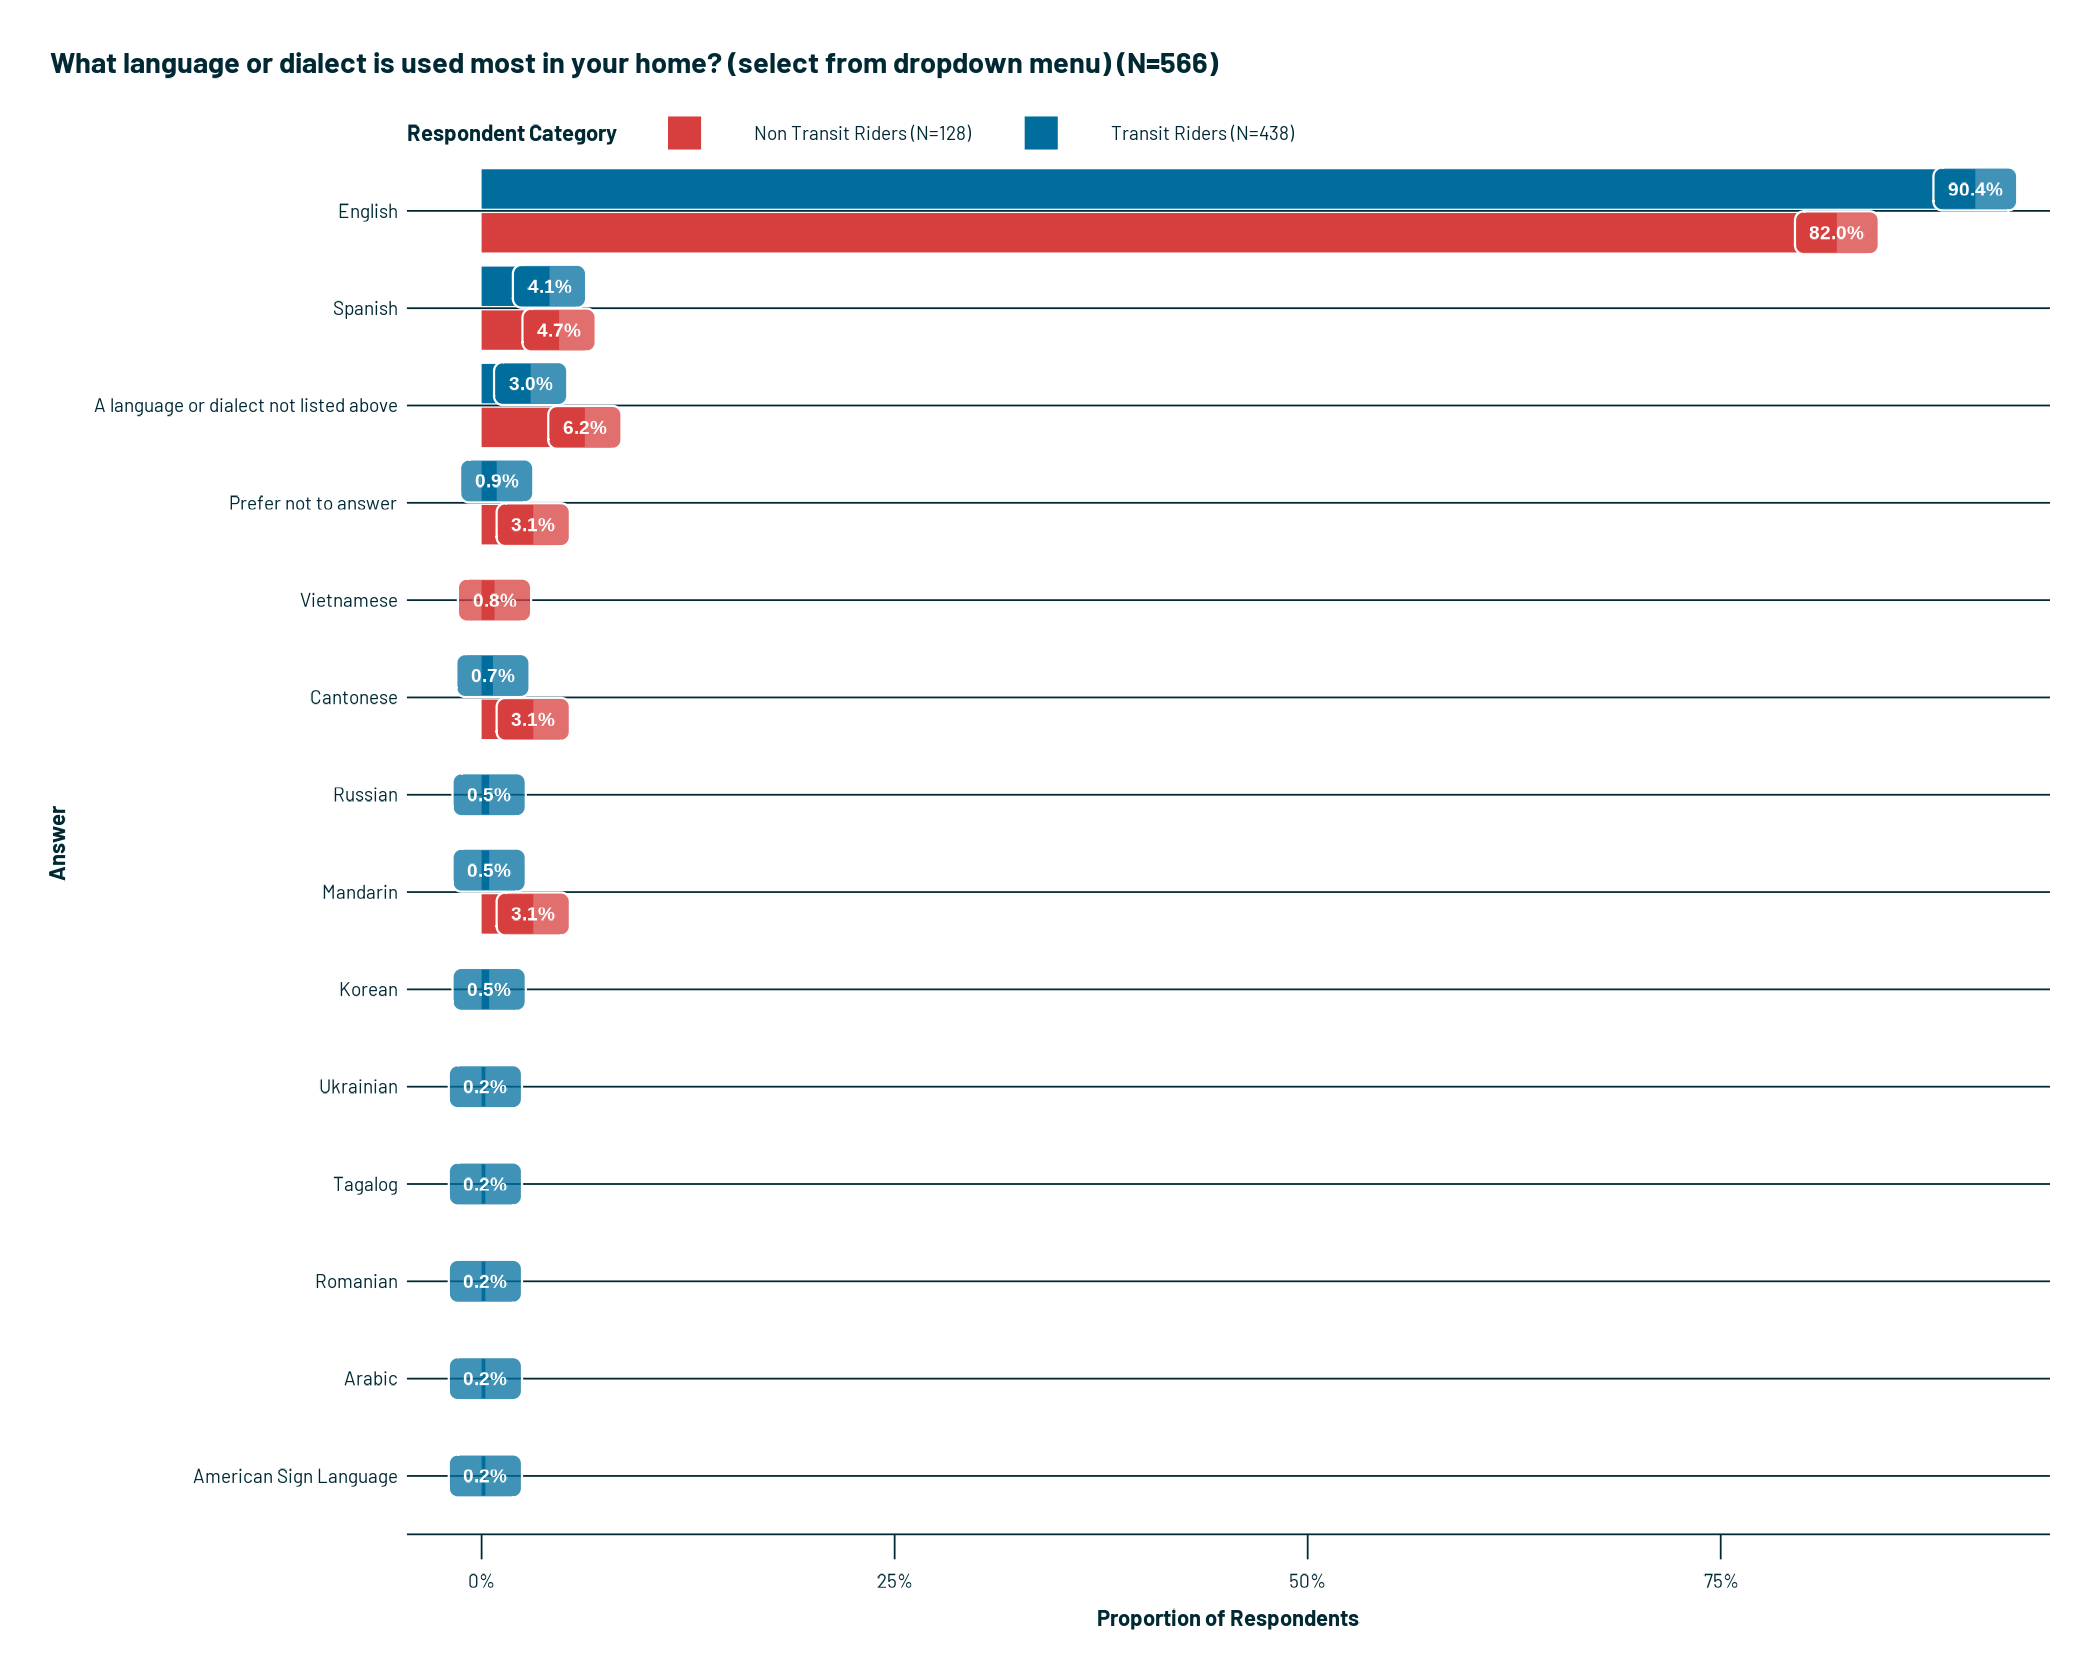 What language or dialect is used most in your home? (select from dropdown menu) (N=566)
Respondent Category Non Transit Riders (N=128) Transit Riders (N=438)
English 90.4%
82.0%
Spanish 4.1%
4.7%
A language or dialect not listed above 3.0%
6.2%
Prefer not to answer 0.9%
3.1%
Vietnamese 0.8%
Cantonese 0.7%
3.1%
Russian 0.5%
Mandarin 0.5%
3.1%
Korean 0.5%
Ukrainian 0.2%
Tagalog 0.2%
Romanian 0.2%
Arabic 0.2%
American Sign Language 0.2%
Answer
0% 25% 50% 75%
Proportion of Respondents